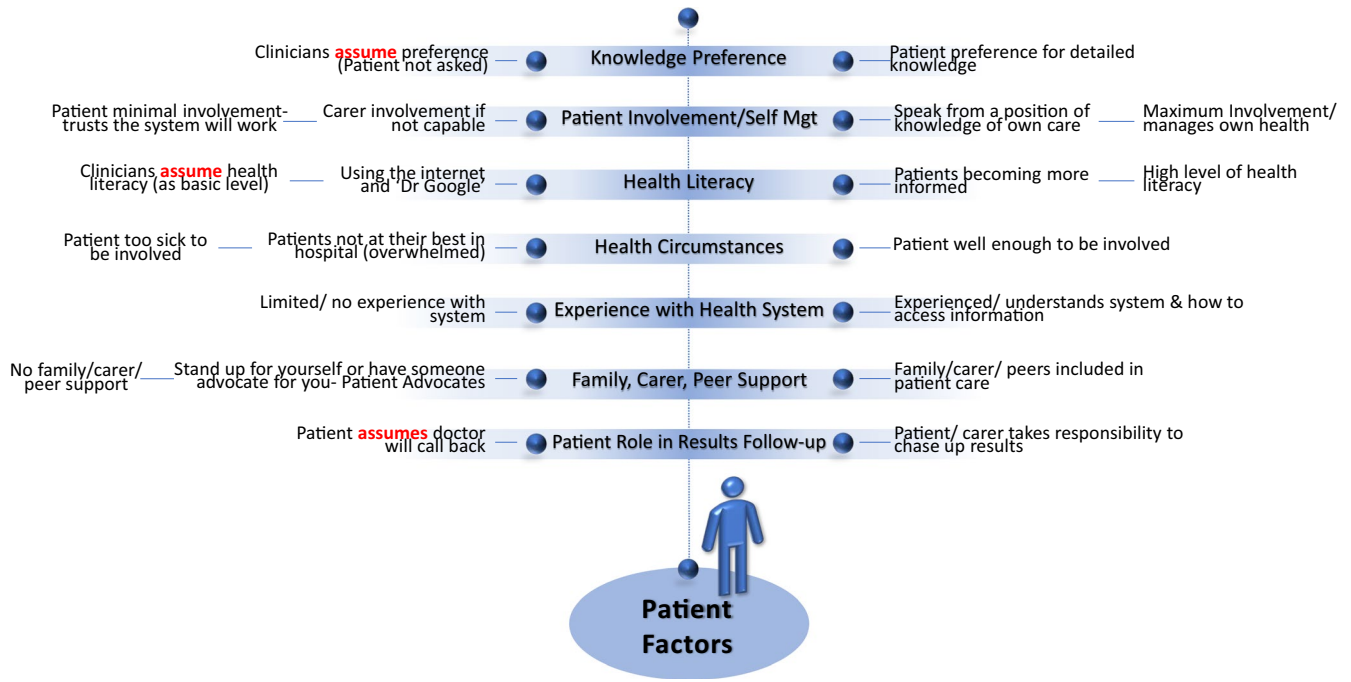 Clinicians assume preference
(Patient not asked)
Knowledge Preference
Patient preference for detailed
knowledge
Patient minimal involvement-
trusts the system will work
Carer involvement if
not capable
Patient Involvement/Self Mgt
Speak from a position of
knowledge of own care
Maximum Involvement/
manages own health
Clinicians assume health
literacy (as basic level)
Using the internet
and ‘Dr Google’
Health Literacy
Patients becoming more
informed
High level of health
literacy
Patient too sick to
be involved
Patients not at their best in
hospital (overwhelmed)
Health Circumstances
Patient well enough to be involved
Limited/ no experience with
system
Experience with Health System
Experienced/ understands system & how to
access information
No family/carer/
peer support
Stand up for yourself or have someone
advocate for you- Patient Advocates
Family, Carer, Peer Support
Family/carer/ peers included in
patient care
Patient assumes doctor
will call back
Patient Role in Results Follow-up
Patient/ carer takes responsibility to
chase up results
Patient
Factors